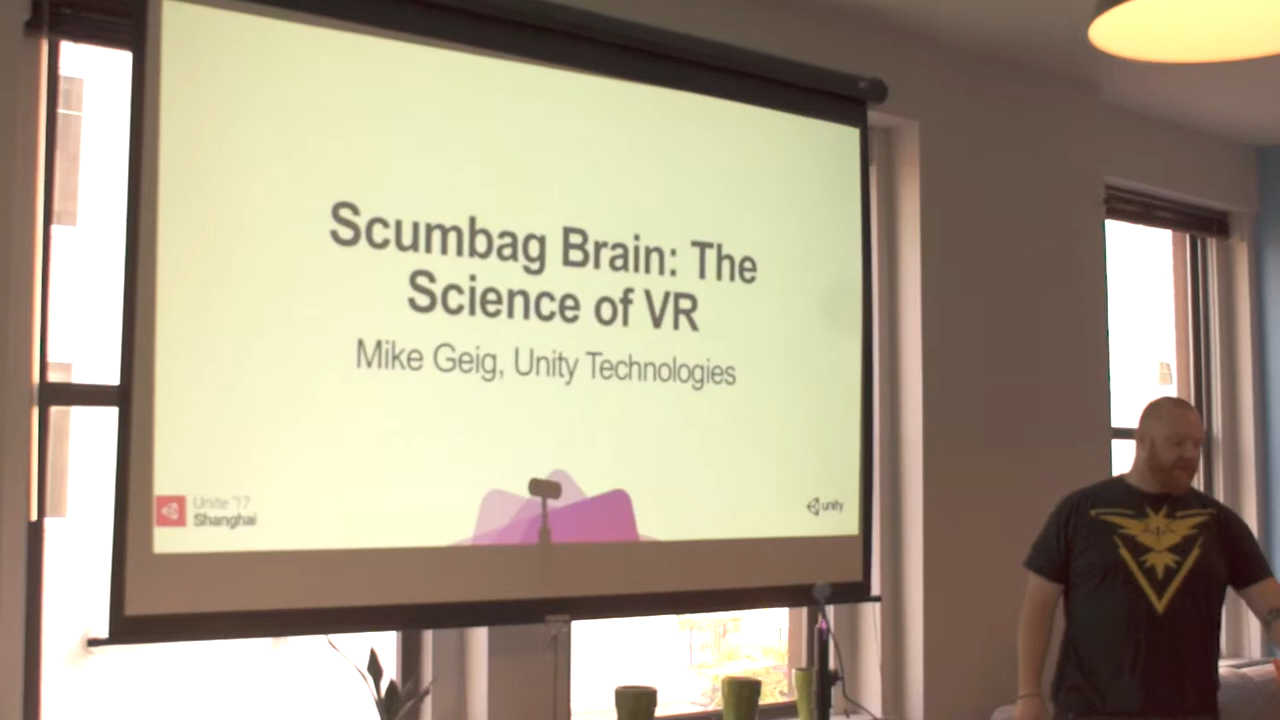 Scumbag Brain: The
Science of VR
Mike Geig, Unity Technologies
Unite '17
Shanghai
unity